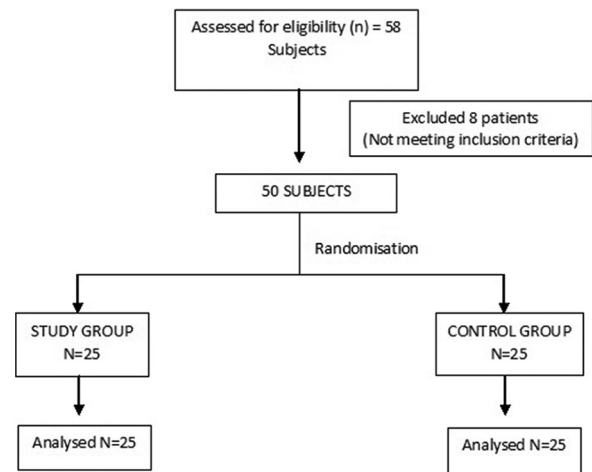 Assessed for eligibility (n) = 58
Subjects
Excluded 8 patients
(Not meeting inclusion criteria)
50 SUBJECTS
Randomisation
STUDY GROUP
N=25
CONTROL GROUP
N=25
Analysed N=25
Analysed N=25